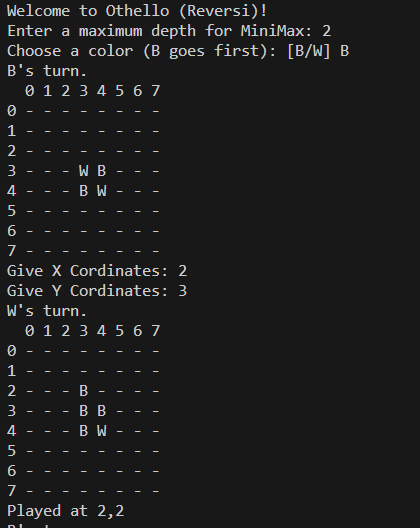 Welcome to Othello (Reversi)!
Enter a maximum depth for MiniMax: 2
Choose a color (B goes first): [B/W] B
B's turn.
  0 1 2 3 4 5 6 7
0 - - - - - - - -
1 - - - - - - - -
2 - - - - - - - -
3 - - - W B - - -
4 - - - B W - - -
5 - - - - - - - -
6 - - - - - - - -
7 - - - - - - - -
Give X Cordinates: 2
Give Y Cordinates: 3
W's turn.
  0 1 2 3 4 5 6 7
0 - - - - - - - -
1 - - - - - - - -
2 - - - B - - - -
3 - - - B B - - -
4 - - - B W - - -
5 - - - - - - - -
6 - - - - - - - -
7 - - - - - - - -
Played at 2,2